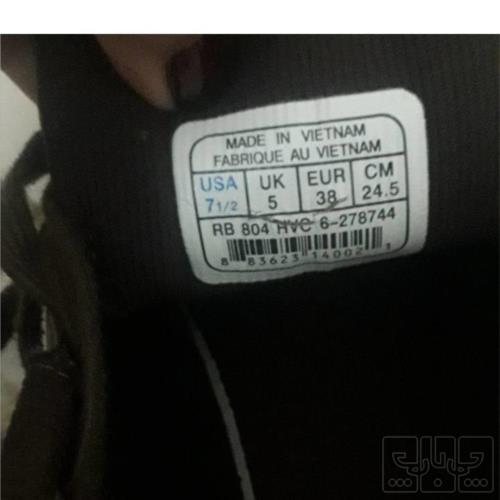 MADE IN VIETNAM
FABRIQUE AU VIETNAM
USA UK EUR CM
7 1/2 5 38 24.5
RB 804 HVC 6-278744
8 83623 14002 1